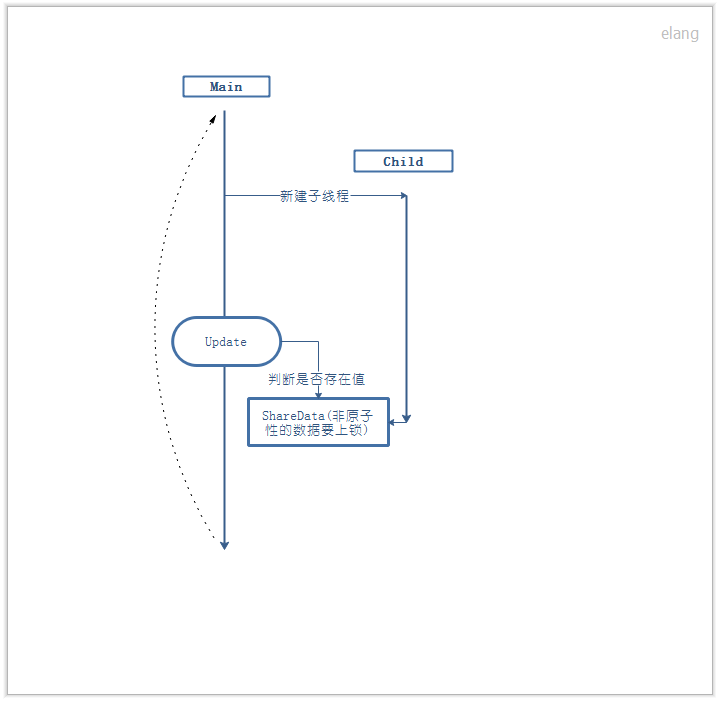 elang
Main
Child
新建子线程
Update
判断是否存在值
ShareData(非原子
性的数据要上锁)